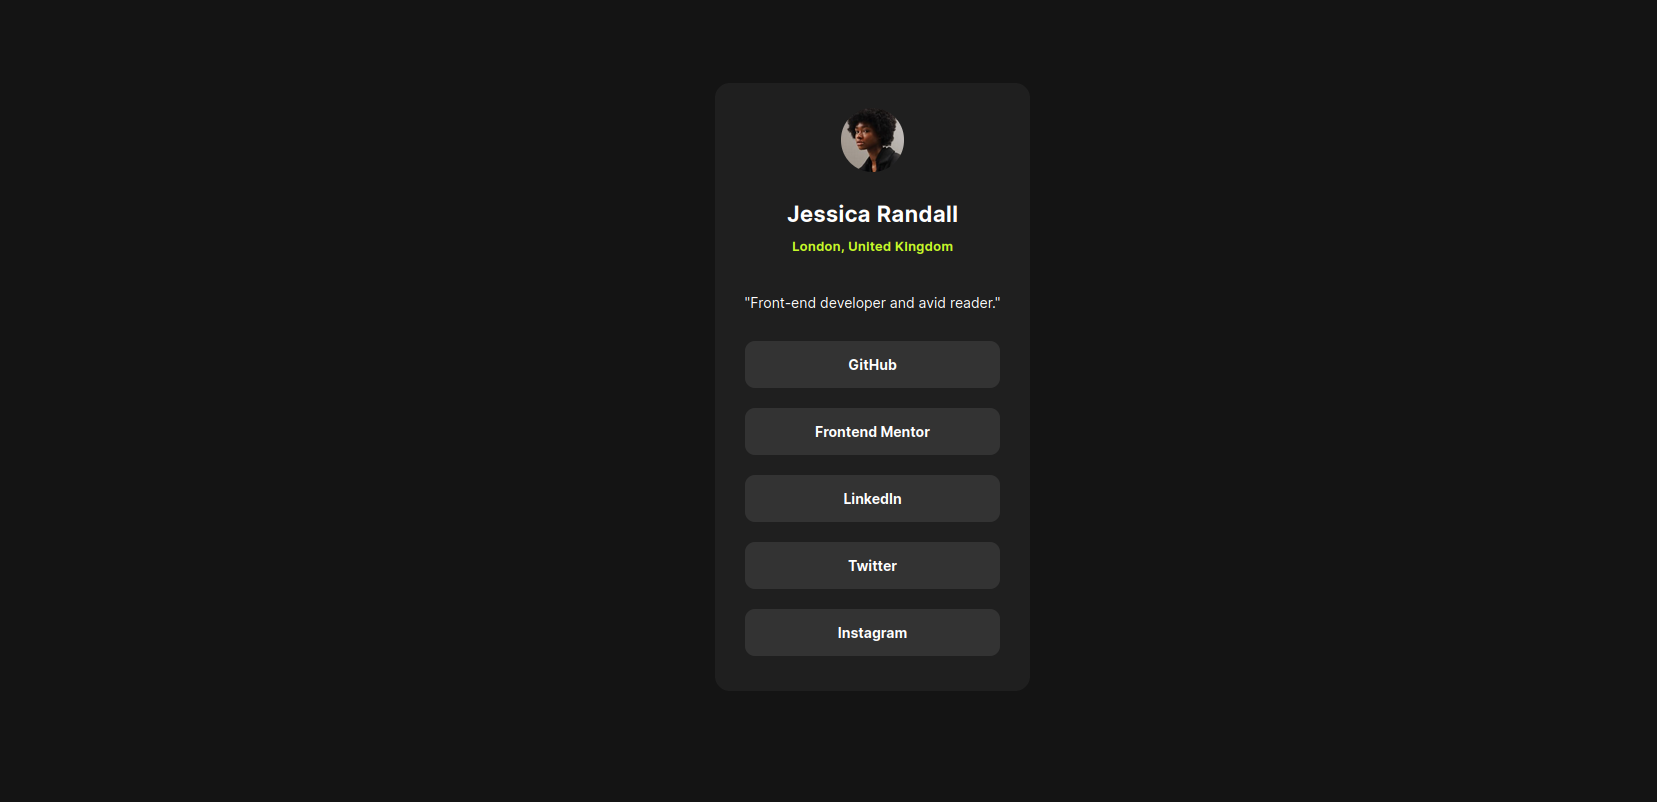 Jessica Randall
London, United Kingdom
"Front-end developer and avid reader."
GitHub
Frontend Mentor
LinkedIn
Twitter
Instagram